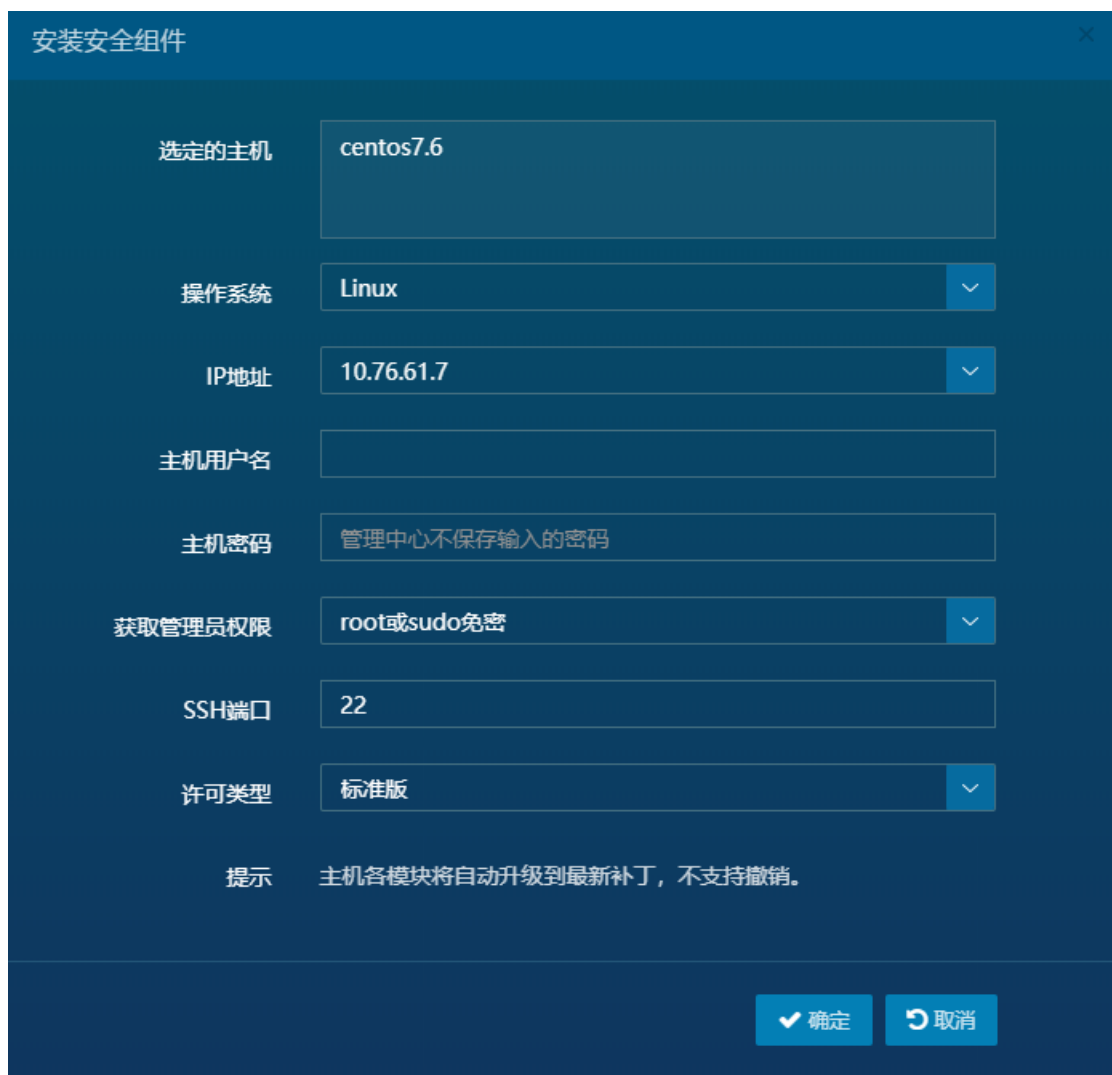 安装安全组件
选定的主机 centos7.6
操作系统 Linux
IP地址 10.76.61.7
主机用户名
主机密码 管理中心不保存输入的密码
获取管理员权限 root或sudo免密
SSH端口 22
许可类型 标准版
提示 主机各模块将自动升级到最新补丁，不支持撤销。
确定 取消